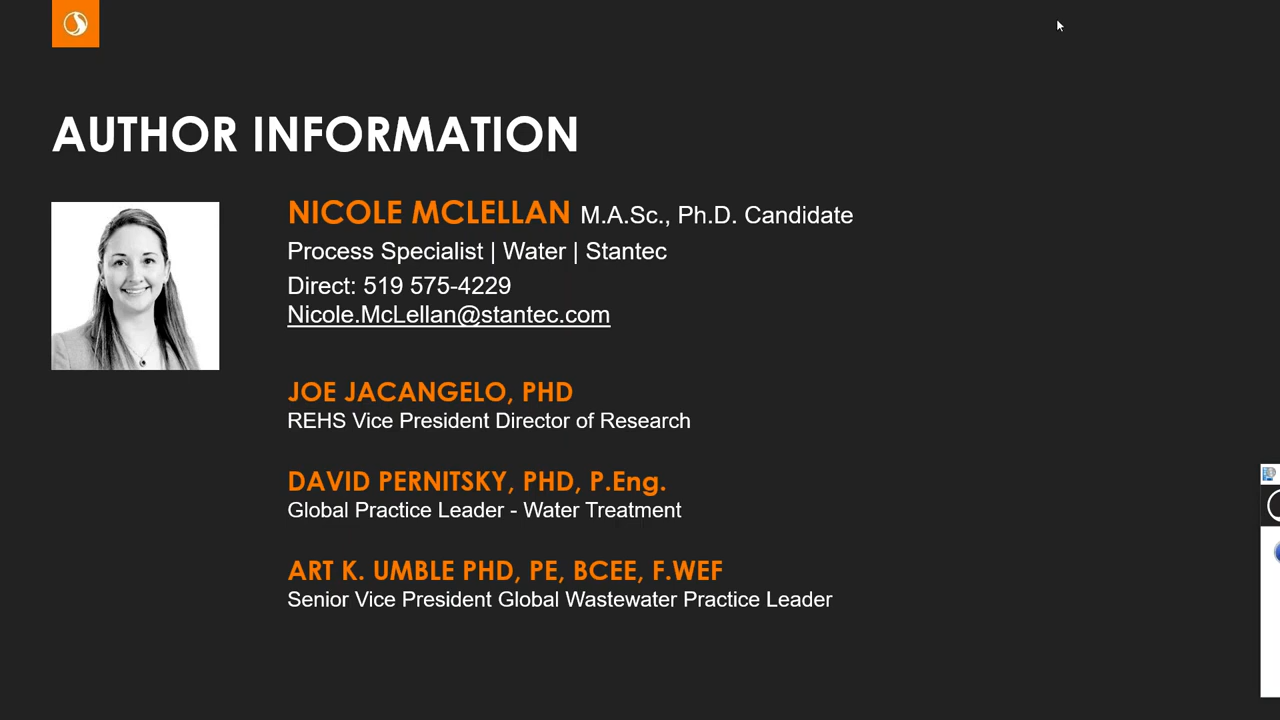 AUTHOR INFORMATION
NICOLE MCLELLAN M.A.Sc., Ph.D. Candidate
Process Specialist | Water | Stantec
Direct: 519 575-4229
Nicole.McLellan@stantec.com
JOE JACANGELO, PHD
REHS Vice President Director of Research
DAVID PERNITSKY, PHD, P.Eng.
Global Practice Leader - Water Treatment
ART K. UMBLE PHD, PE, BCEE, F.WEF
Senior Vice President Global Wastewater Practice Leader